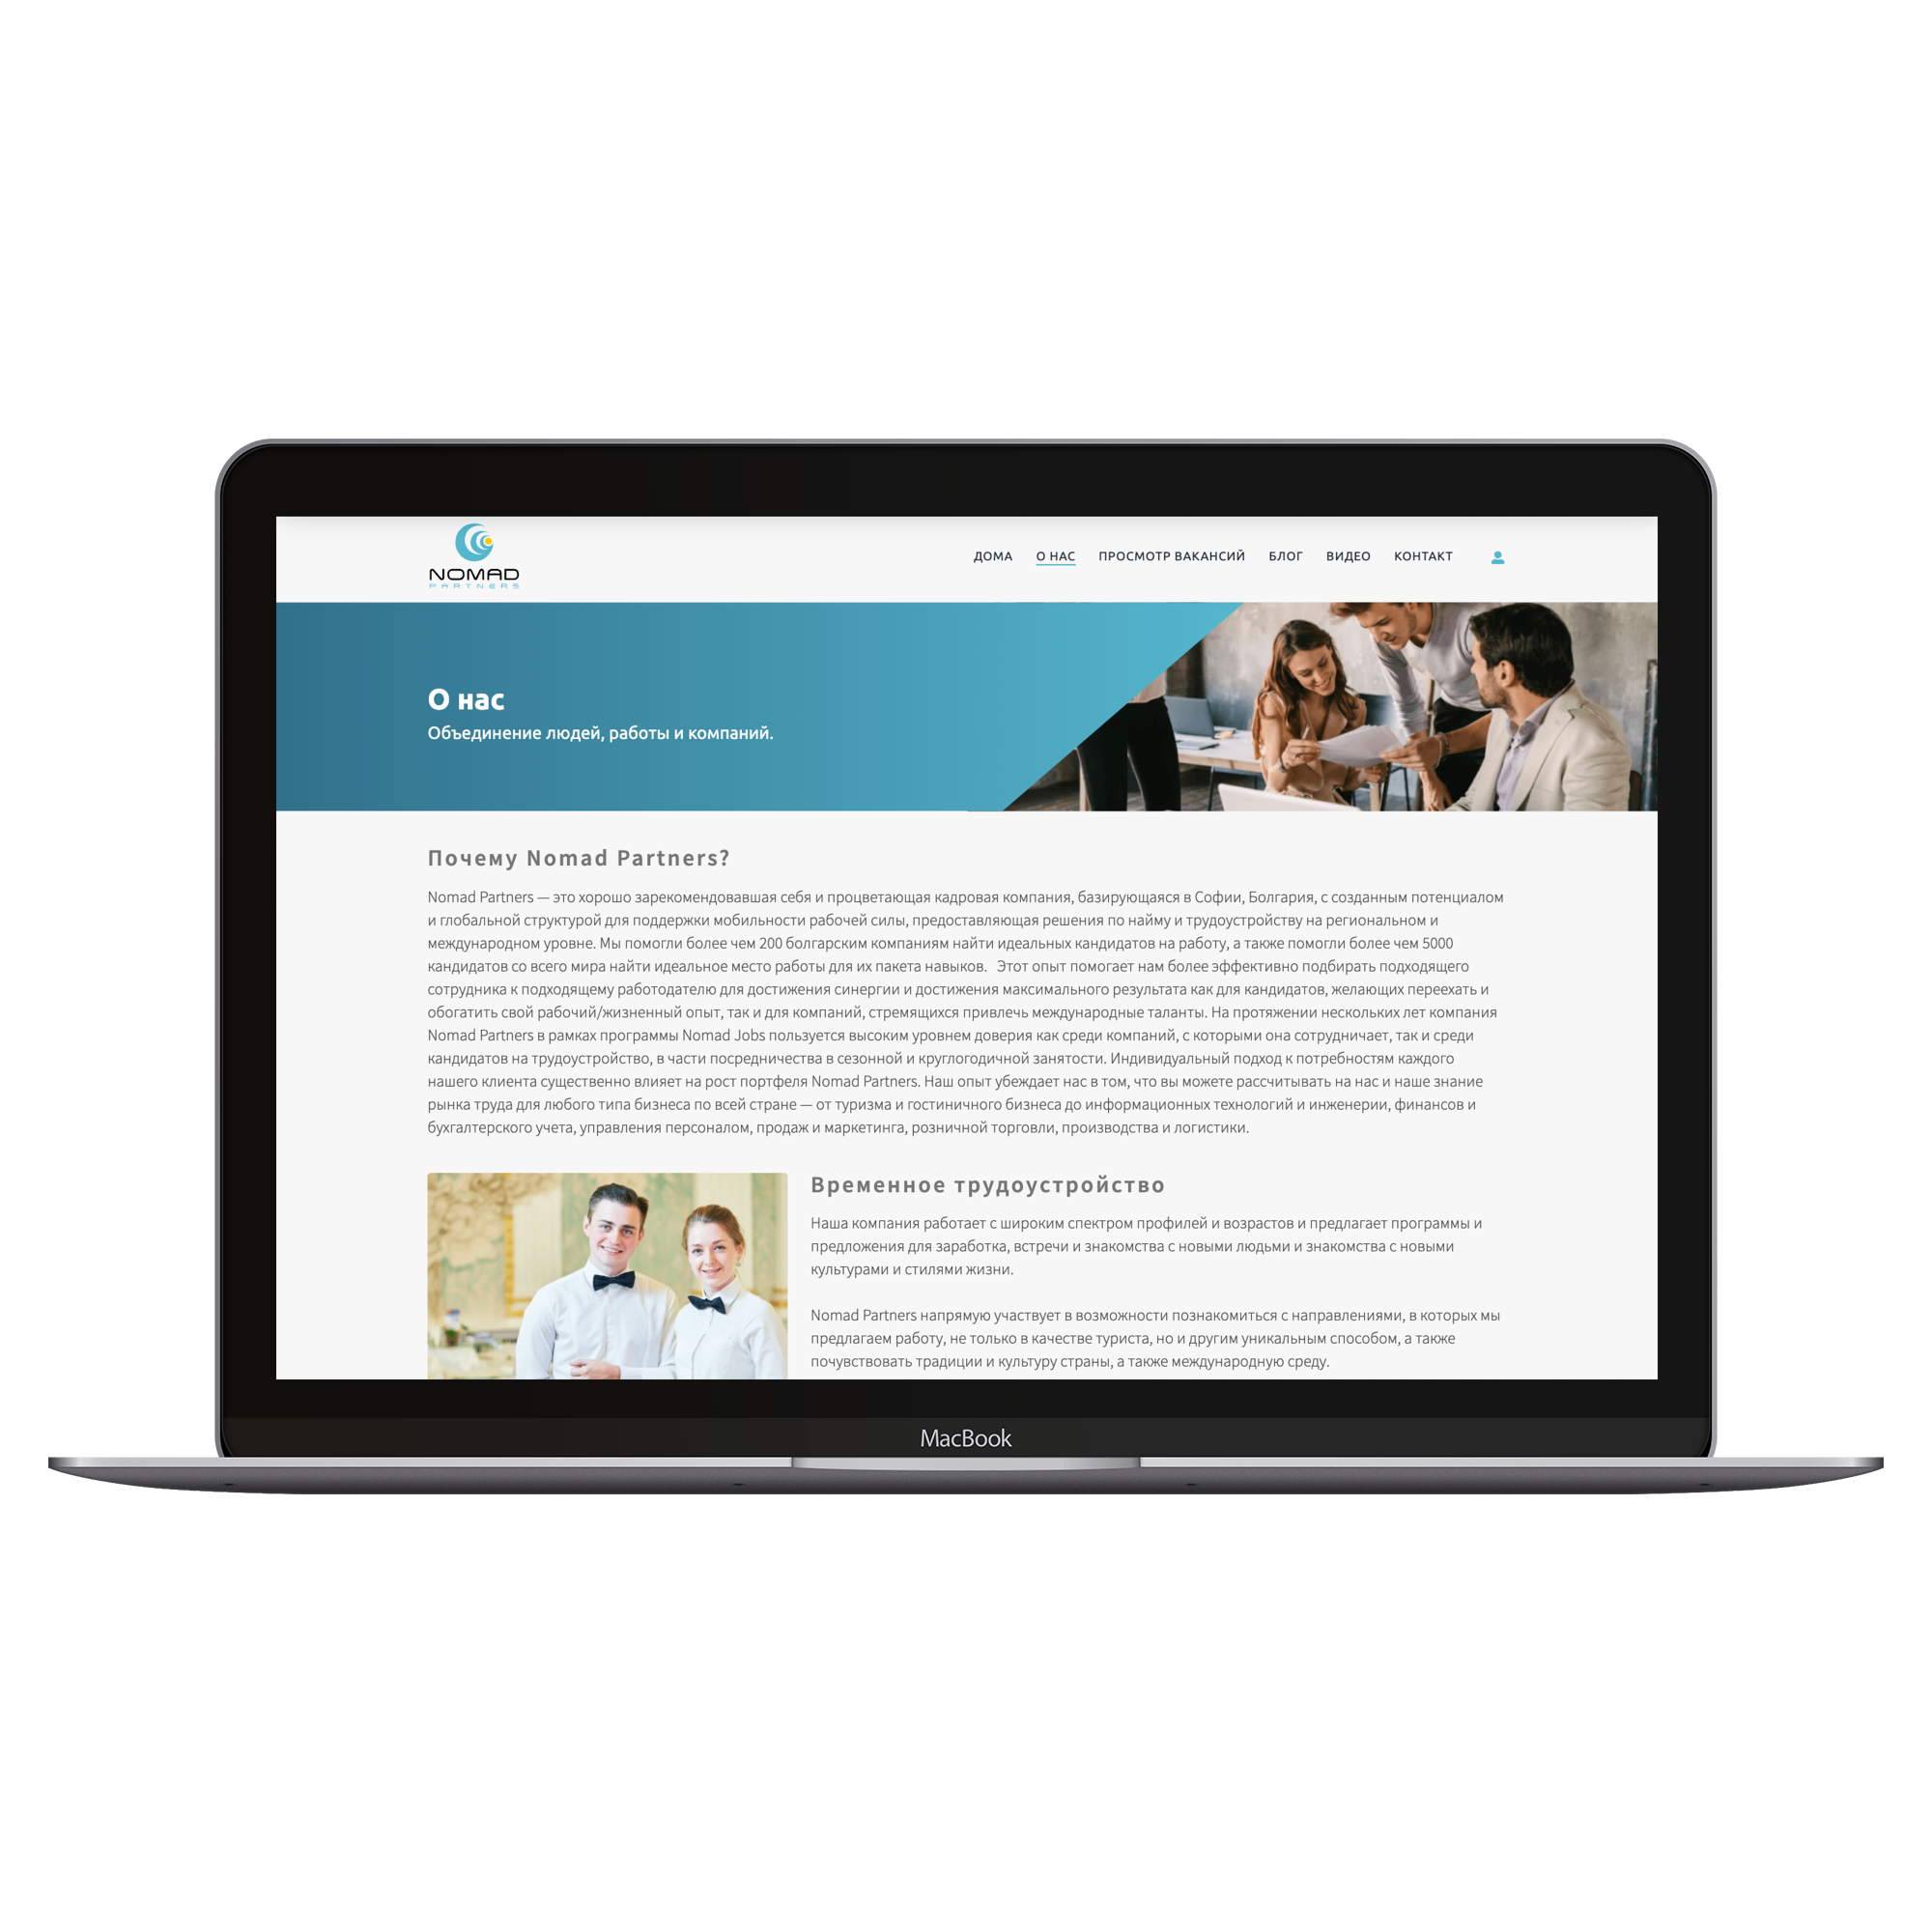 NOMAD
PARTNERS
ДОМА О НАС ПРОСМОТР ВАКАНСИЙ БЛОГ ВИДЕО КОНТАКТ
О нас
Объединение людей, работы и компаний.
Почему Nomad Partners?
Nomad Partners — это хорошо зарекомендовавшая себя и процветающая кадровая компания, базирующаяся в Софии, Болгария, с созданным потенциалом
и глобальной структурой для поддержки мобильности рабочей силы, предоставляющая решения по найму и трудоустройству на региональном и
международном уровне. Мы помогли более чем 200 болгарским компаниям найти идеальных кандидатов на работу, а также помогли более чем 5000
кандидатов со всего мира найти идеальное место работы для их пакета навыков. Этот опыт помогает нам более эффективно подбирать подходящего
сотрудника к подходящему работодателю для достижения синергии и достижения максимального результата как для кандидатов, желающих переехать и
обогатить свой рабочий/жизненный опыт, так и для компаний, стремящихся привлечь международные таланты. На протяжении нескольких лет компания
Nomad Partners в рамках программы Nomad Jobs пользуется высоким уровнем доверия как среди компаний, с которыми она сотрудничает, так и среди
кандидатов на трудоустройство, в части посредничества в сезонной и круглогодичной занятости. Индивидуальный подход к потребностям каждого
нашего клиента существенно влияет на рост портфеля Nomad Partners. Наш опыт убеждает нас в том, что вы можете рассчитывать на нас и наше знание
рынка труда для любого типа бизнеса по всей стране — от туризма и гостиничного бизнеса до информационных технологий и инженерии, финансов и
бухгалтерского учета, управления персоналом, продаж и маркетинга, розничной торговли, производства и логистики.
Временное трудоустройство
Наша компания работает с широким спектром профилей и возрастов и предлагает программы и
предложения для заработка, встречи и знакомства с новыми людьми и знакомства с новыми
культурами и стилями жизни.
Nomad Partners напрямую участвует в возможности познакомиться с направлениями, в которых мы
предлагаем работу, не только в качестве туриста, но и другим уникальным способом, а также
почувствовать традиции и культуру страны, а также международную среду.
MacBook